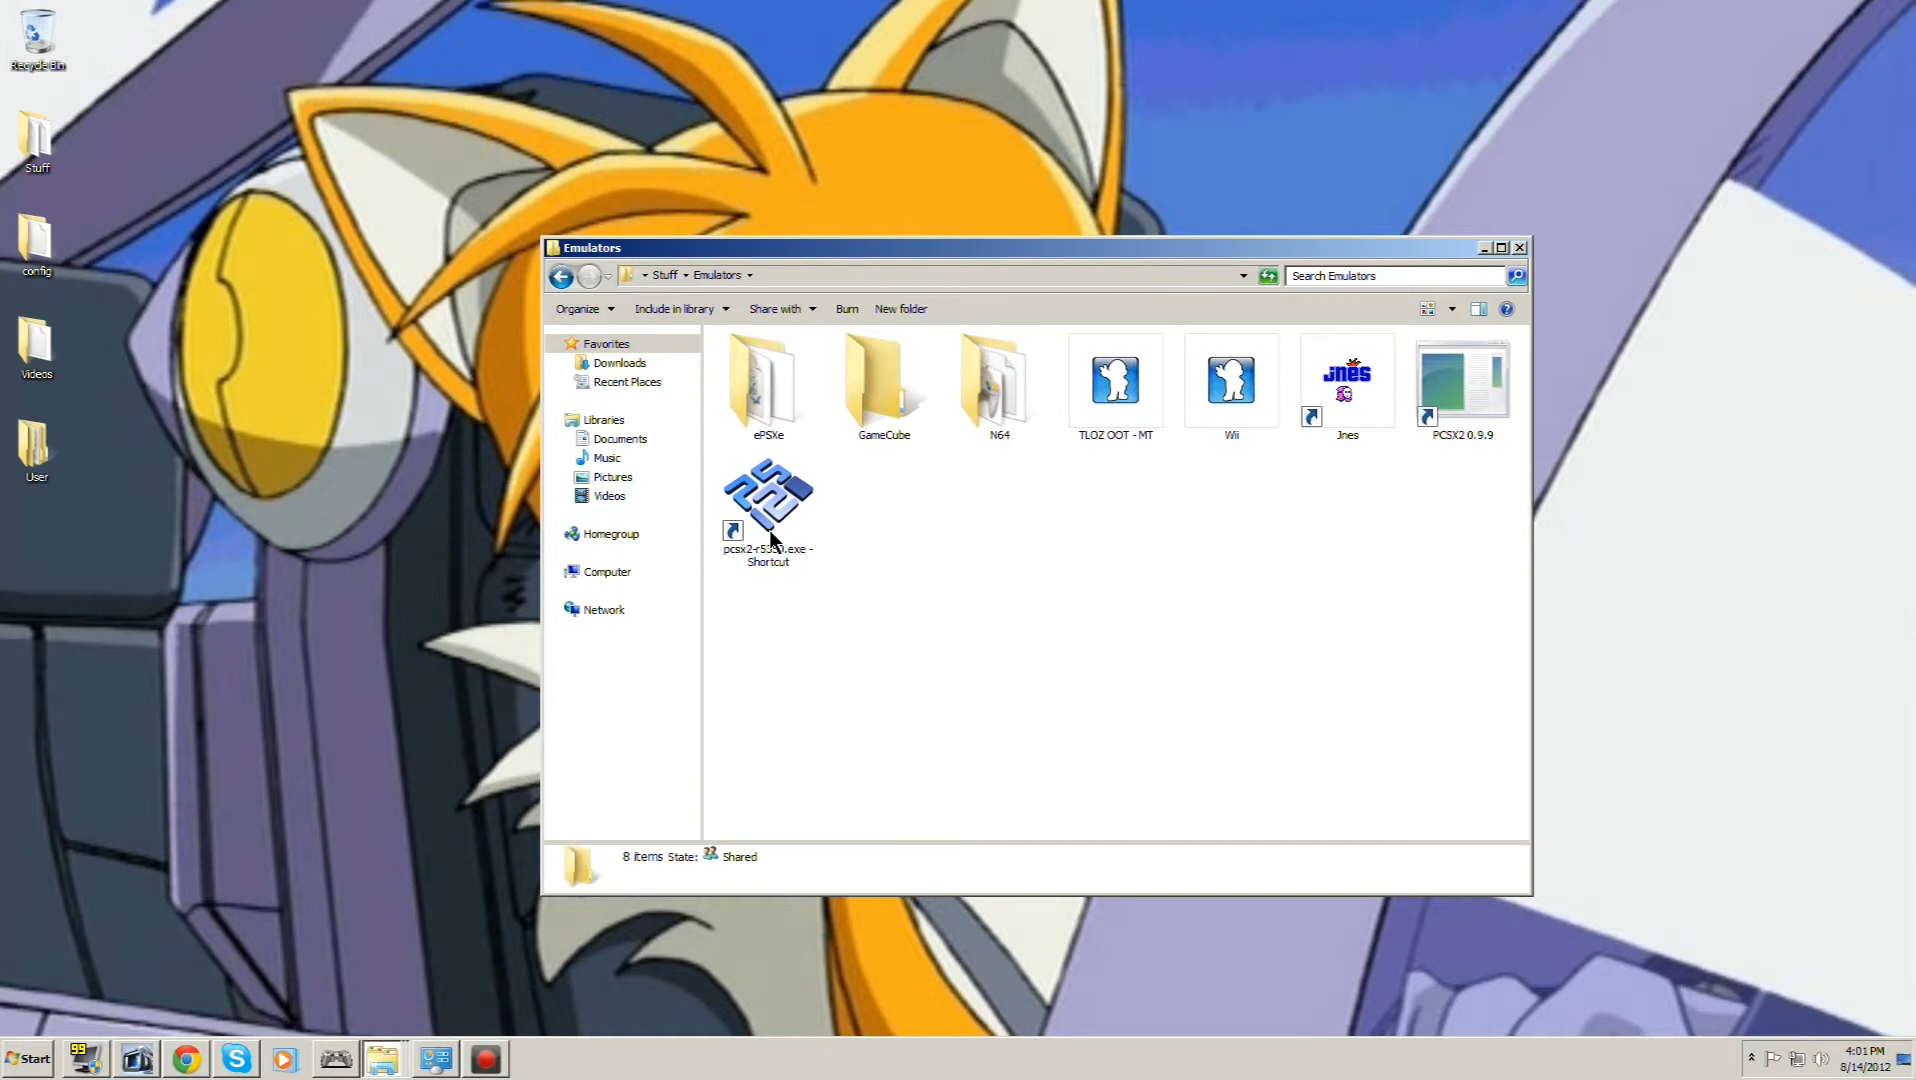 Recycle Bin
Stuff
config
Videos
User
Emulators
Stuff Emulators
Search Emulators
Organize Include in library Share with Burn New folder
Favorites
Downloads
Recent Places
Libraries
Documents
Music
Pictures
Videos
Homegroup
Computer
Network
ePSXe GameCube N64 TLOZ OOT - MT Wii Jnes PCSX2 0.9.9
Jnes
.exe -
Shortcut
8 items State: Shared
Start
99
4:01 PM
8/14/2012